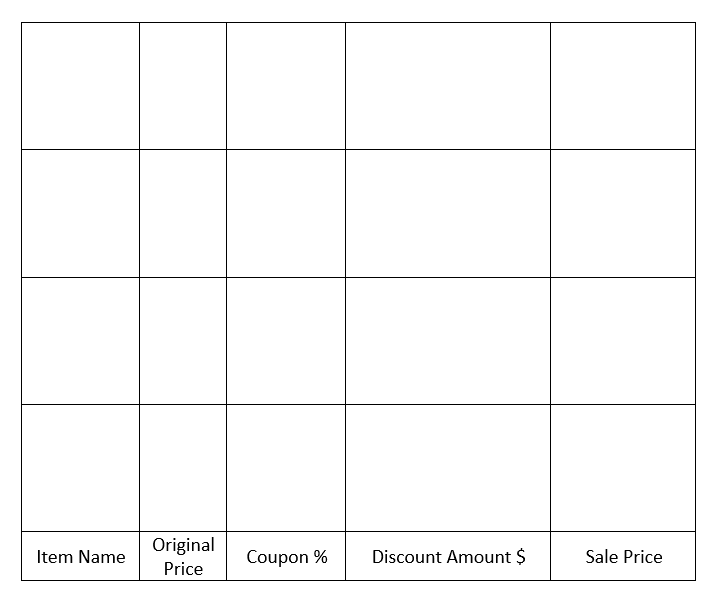 Item Name
Original
Price
Coupon %
Discount Amount $
Sale Price